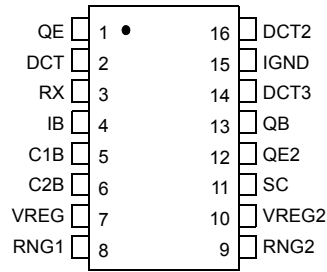 QE 1 16 DCT2
DCT 2 15 IGND
RX 3 14 DCT3
IB 4 13 QB
C1B 5 12 QE2
C2B 6 11 SC
VREG 7 10 VREG2
RNG1 8 9 RNG2